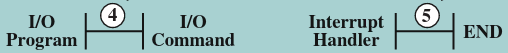 I/O Program 4 I/O Command
Interrupt Handler 5 END